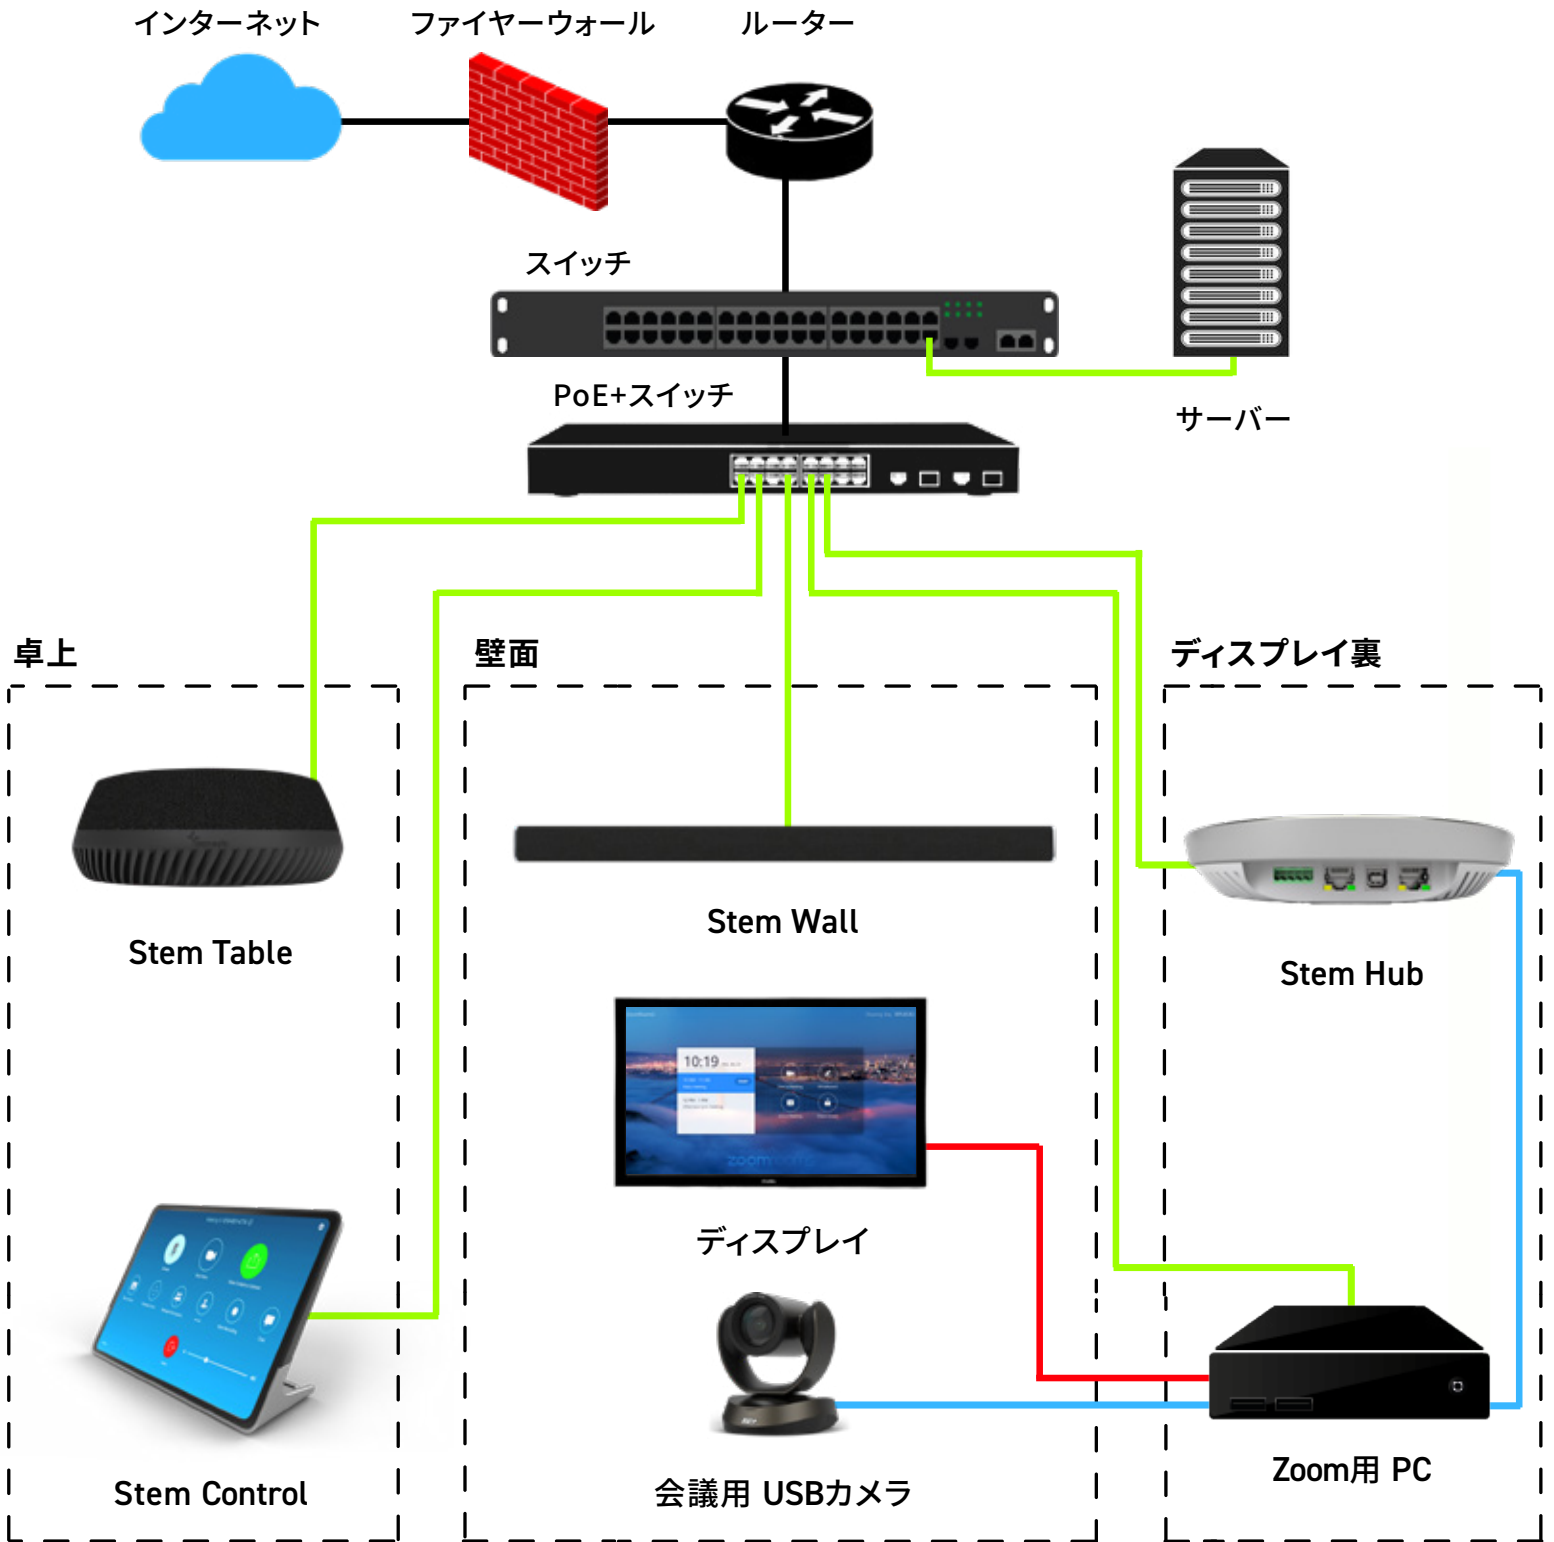 インターネット
ファイヤーウォール
ルーター
スイッチ
PoE+スイッチ
サーバー
卓上
壁面
ディスプレイ裏
Stem Table
Stem Wall
Stem Hub
10:19
zoomrooms
ディスプレイ
Stem Control
会議用 USBカメラ
Zoom用 PC